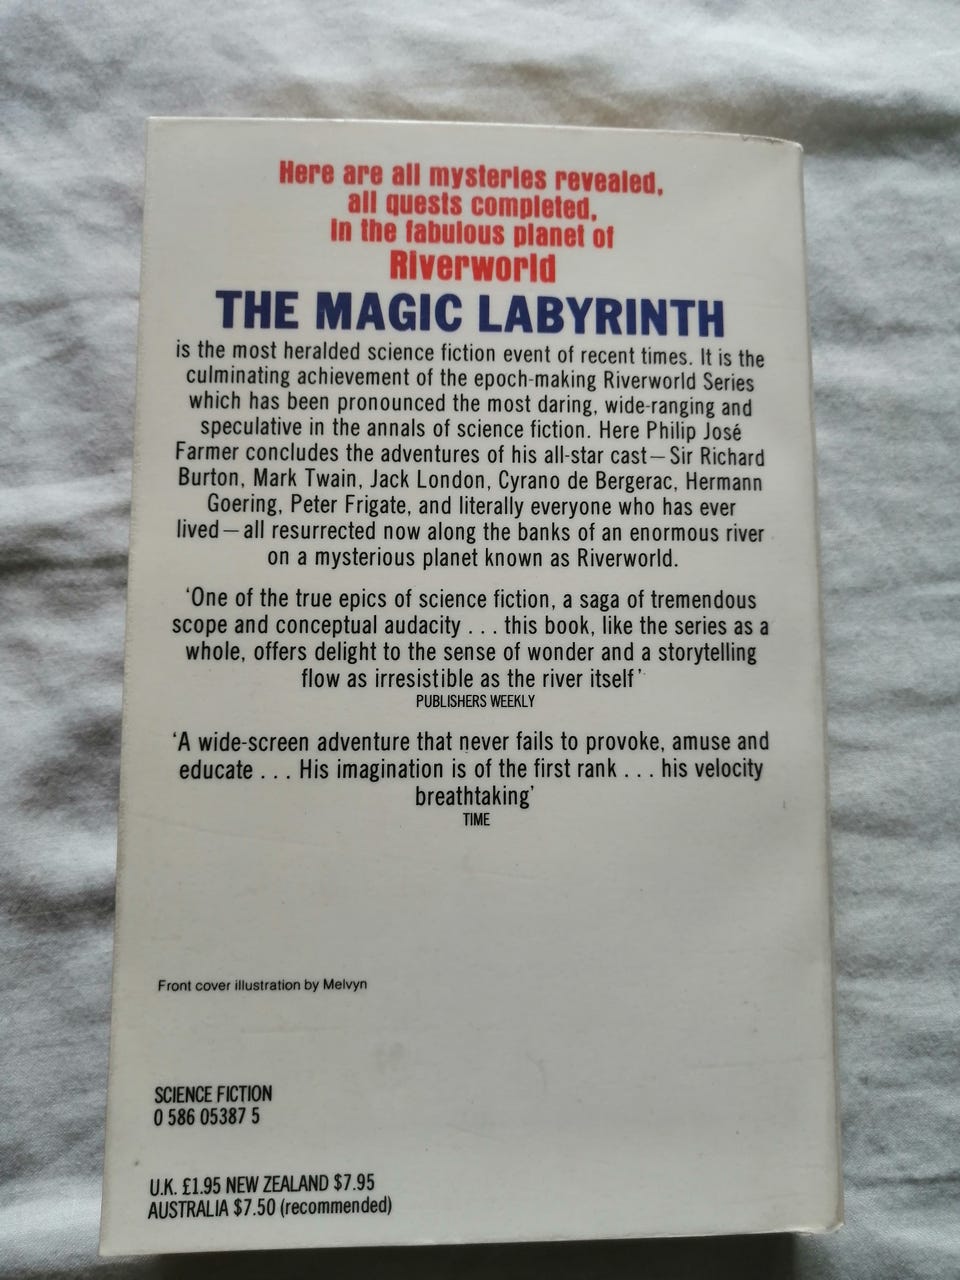 Here are all mysteries revealed,
all quests completed,
in the fabulous planet of
Riverworld
THE MAGIC LABYRINTH
is the most heralded science fiction event of recent times. It is the
culminating achievement of the epoch-making Riverworld Series
which has been pronounced the most daring, wide-ranging and
speculative in the annals of science fiction. Here Philip José
Farmer concludes the adventures of his all-star cast — Sir Richard
Burton, Mark Twain, Jack London, Cyrano de Bergerac, Hermann
Goering, Peter Frigate, and literally everyone who has ever
lived — all resurrected now along the banks of an enormous river
on a mysterious planet known as Riverworld.
‘One of the true epics of science fiction, a saga of tremendous
scope and conceptual audacity . . . this book, like the series as a
whole, offers delight to the sense of wonder and a storytelling
flow as irresistible as the river itself’
PUBLISHERS WEEKLY
‘A wide-screen adventure that never fails to provoke, amuse and
educate . . . His imagination is of the first rank . . . his velocity
breathtaking’
TIME
Front cover illustration by Melvyn
SCIENCE FICTION
0 586 05387 5
U.K. £1.95 NEW ZEALAND $7.95
AUSTRALIA $7.50 (recommended)